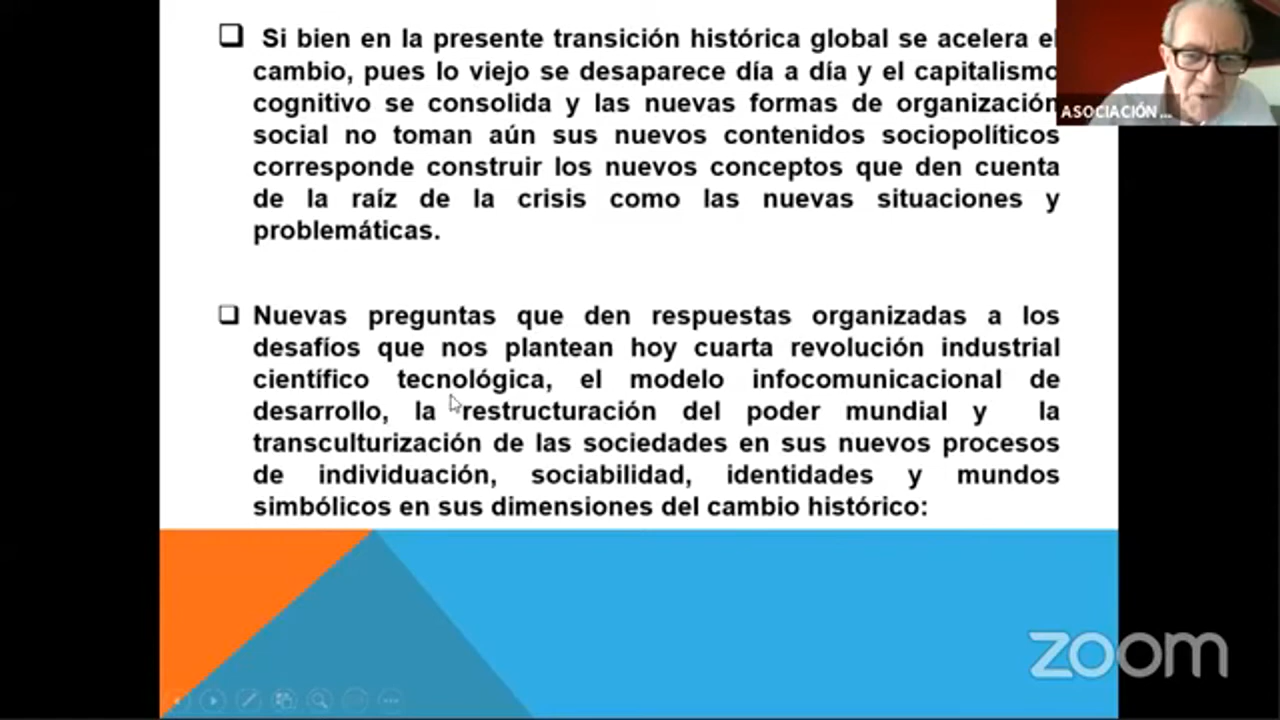 Si bien en la presente transición histórica global se acelera el
cambio, pues lo viejo se desaparece día a día y el capitalismo
cognitivo se consolida y las nuevas formas de organización
social no toman aún sus nuevos contenidos sociopolíticos
corresponde construir los nuevos conceptos que den cuenta
de la raíz de la crisis como las nuevas situaciones y
problemáticas.
Nuevas preguntas que den respuestas organizadas a los
desafíos que nos plantean hoy cuarta revolución industrial
científico tecnológica, el modelo infocomunicacional de
desarrollo, la restructuración del poder mundial y la
transculturización de las sociedades en sus nuevos procesos
de individuación, sociabilidad, identidades y mundos
simbólicos en sus dimensiones del cambio histórico:
ASOCIACIÓN ...
zoom